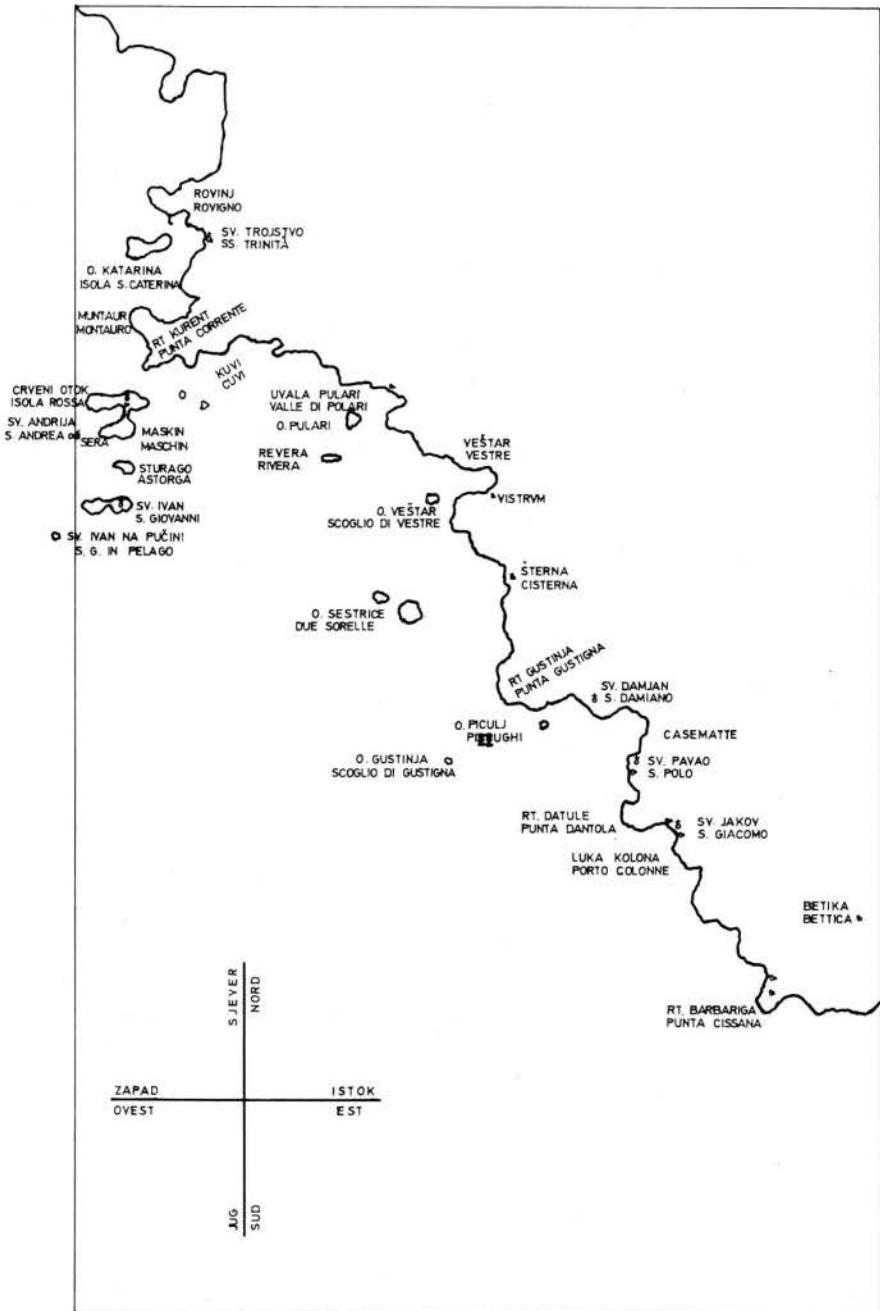 ROVINJ
ROVIGNO
SV. TROJSTVO
SS. TRINITÀ
O. KATARINA
ISOLA S. CATERINA
MUNTAUR
MONTAURO
RT. KURENT
PUNTA CORRENTE
KUVI
CUVI
CRVENI OTOK
ISOLA ROSSA
SV. ANDRIJA
S. ANDREA
SERA
MASKIN
MASCHIN
UVALA PULARI
VALLE DI POLARI
O. PULARI
REVERA
RIVERA
VEŠTAR
VESTRE
STURAGO
ASTORGA
VISTRVM
SV. IVAN
S. GIOVANNI
O. VEŠTAR
SCOGLIO DI VESTRE
SV. IVAN NA PUČINI
S. G. IN PELAGO
ŠTERNA
CISTERNA
O. SESTRICE
DUE SORELLE
RT. GUSTINJA
PUNTA GUSTIGNA
SV. DAMJAN
S. DAMIANO
O. PICULJ
CASEMATTE
O. GUSTINJA
SCOGLIO DI GUSTIGNA
SV. PAVAO
S. POLO
RT. DATULE
PUNTA DANTOLA
SV. JAKOV
S. GIACOMO
LUKA KOLONA
PORTO COLONNE
BETIKA
BETTICA
RT. BARBARIGA
PUNTA CISSANA
SJEVER
NORD
ZAPAD
OVEST
ISTOK
EST
JUG
SUD